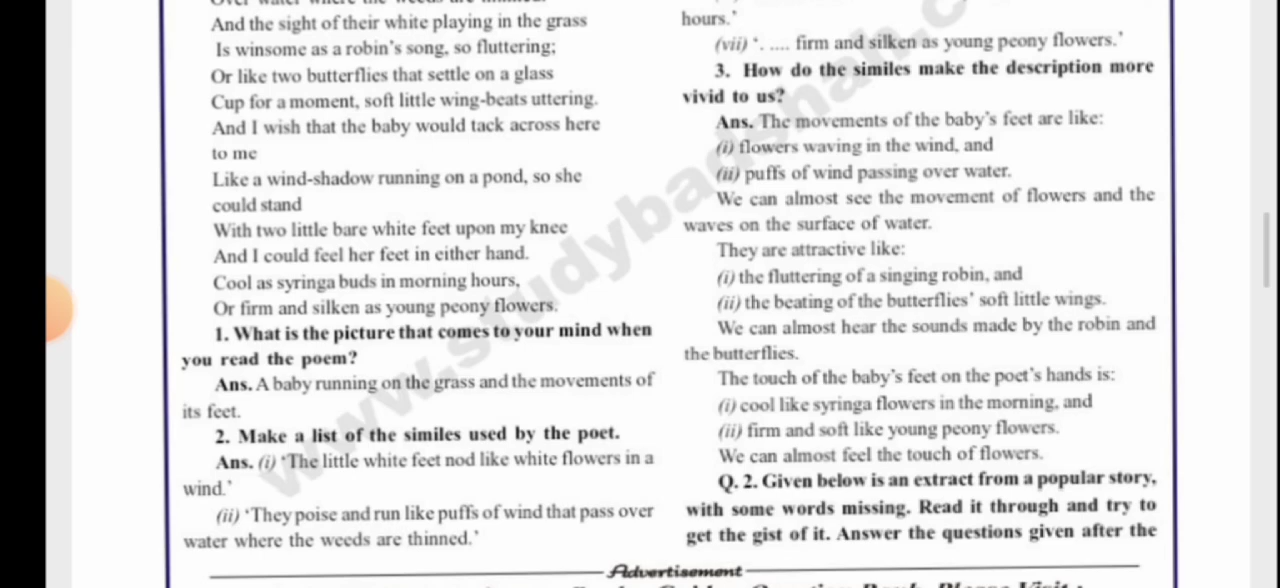 And the sight of their white playing in the grass
Is winsome as a robin's song, so fluttering;
Or like two butterflies that settle on a glass
Cup for a moment, soft little wing-beats uttering.
And I wish that the baby would tack across here
to me
Like a wind-shadow running on a pond, so she
could stand
With two little bare white feet upon my knee
And I could feel her feet in either hand.
Cool as syringa buds in morning hours,
Or firm and silken as young peony flowers.
1. What is the picture that comes to your mind when
you read the poem?
Ans. A baby running on the grass and the movements of
its feet.
2. Make a list of the similes used by the poet.
Ans. (i) 'The little white feet nod like white flowers in a
wind.'
(ii) 'They poise and run like puffs of wind that pass over
water where the weeds are thinned.'
hours.'
(vii) '. .... firm and silken as young peony flowers.'
3. How do the similes make the description more
vivid to us?
Ans. The movements of the baby's feet are like:
(i) flowers waving in the wind, and
(ii) puffs of wind passing over water.
We can almost see the movement of flowers and the
waves on the surface of water.
They are attractive like:
(i) the fluttering of a singing robin, and
(ii) the beating of the butterflies' soft little wings.
We can almost hear the sounds made by the robin and
the butterflies.
The touch of the baby's feet on the poet's hands is:
(i) cool like syringa flowers in the morning, and
(ii) firm and soft like young peony flowers.
We can almost feel the touch of flowers.
Q. 2. Given below is an extract from a popular story,
with some words missing. Read it through and try to
get the gist of it. Answer the questions given after the
Advertisement
www.studybadshah.c